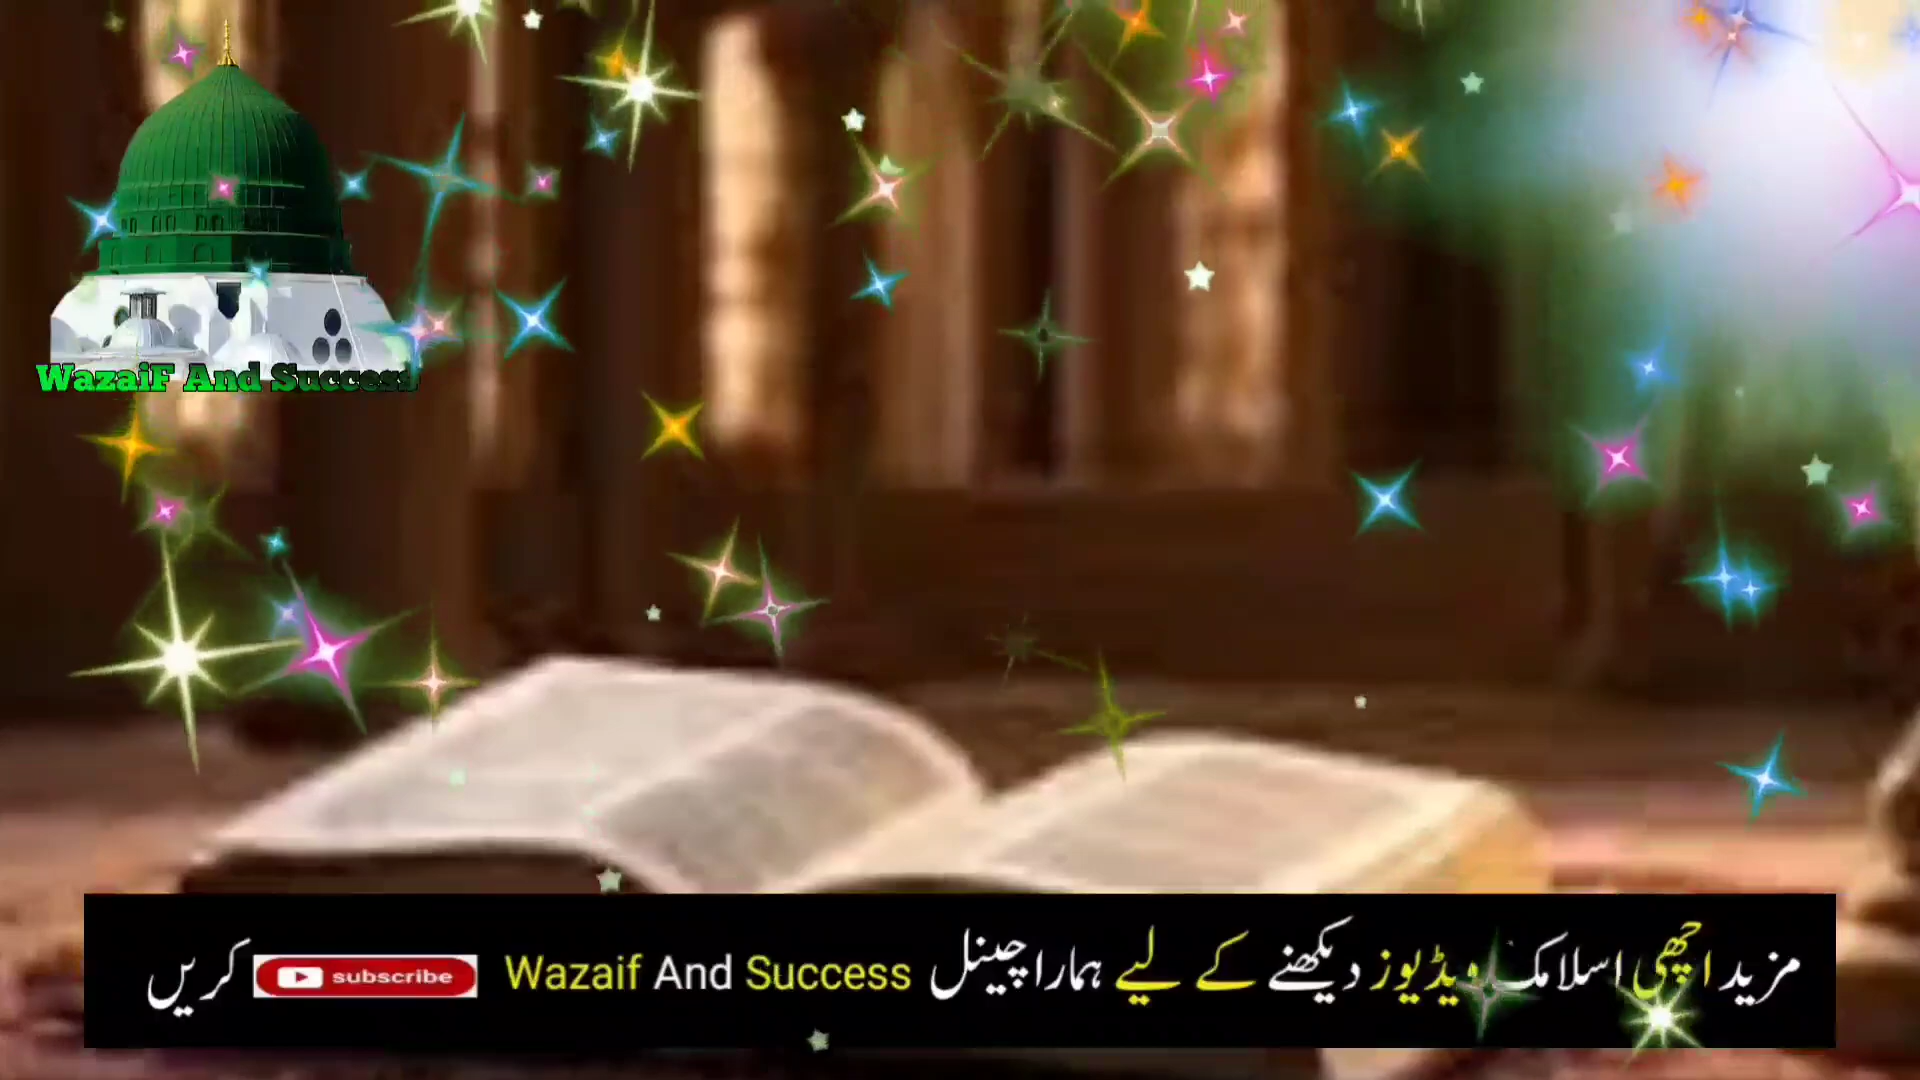 WazaiF And Success
مزید اچھی اسلامک ویڈیوز دیکھنے کے لیے ہمارا چینل Wazaif And Success subscribe کریں